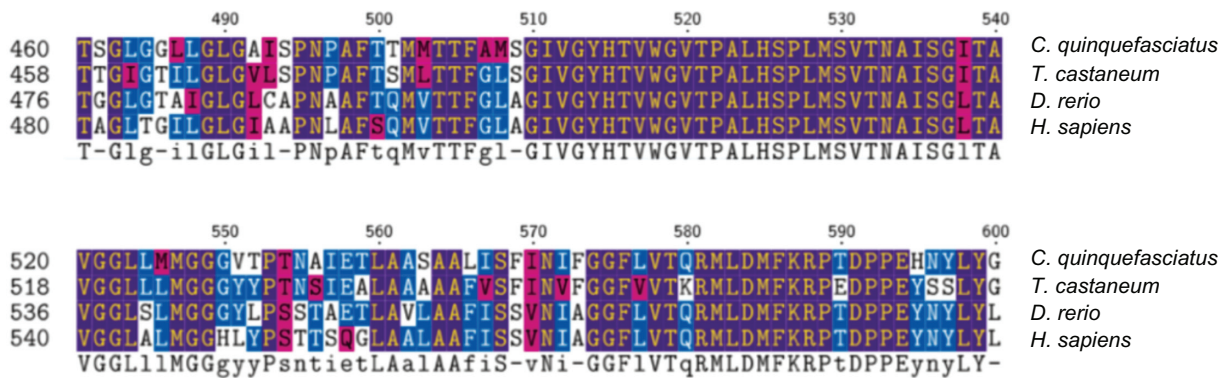 490 500 510 520 530 540
460 TSGLGGLLGLGAISPNPAFTTMMTTFAMSGIVGYHTVWGVTPALHSPLMSVTNAISGITA C. quinquefasciatus
458 TTGIGTILGLGVLSPNPAFTSMLTTFGLSGIVGYHTVWGVTPALHSPLMSVTNAISGITA T. castaneum
476 TGGLGTAIGLGLCAPNAAFTQMVTTFGLAGIVGYHTVWGVTPALHSPLMSVTNAISGLTA D. rerio
480 TAGLTGILGLGIAAPNLAFSQMVTTFGLAGIVGYHTVWGVTPALHSPLMSVTNAISGLTA H. sapiens
T-Glg-ilGLGil-PNpAFtqMvTTFgl-GIVGYHTVWGVTPALHSPLMSVTNAISGlTA
550 560 570 580 590 600
520 VGGLLMMGGGVTPTNAIETLAASAALISFINIFGGFLVTQRMLDMFKRPTDPPEHNYLYG C. quinquefasciatus
518 VGGLLLMGGGYYPTNSIEALAAAAAFVSFINVFGGFVVTKRMLDMFKRPEDPPEYSSLYG T. castaneum
536 VGGLSLMGGGYLPSSTAETLAVLAAFISSVNIAGGFLVTQRMLDMFKRPTDPPEYNYLYL D. rerio
540 VGGLALMGGHLYPSTTSQGLAALAAFISSVNIAGGFLVTQRMLDMFKRPTDPPEYNYLYL H. sapiens
VGGLllMGGgyyPsntietLAalAAfiS-vNi-GGFlVTqRMLDMFKRPtDPPEynyLY-